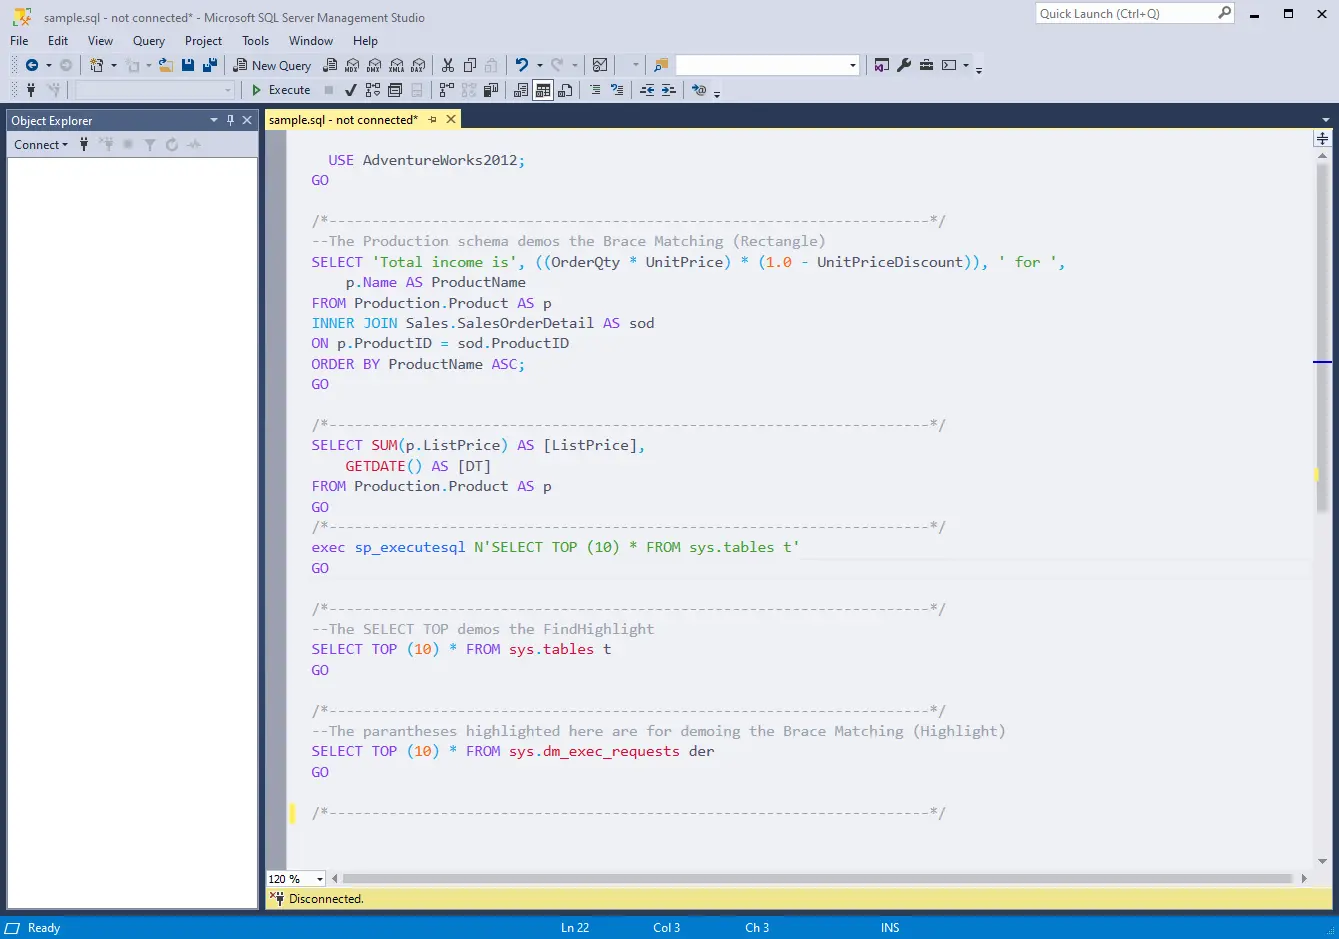 sample.sql - not connected* - Microsoft SQL Server Management Studio
Quick Launch (Ctrl+Q)
File Edit View Query Project Tools Window Help
New Query MDX DMX XMLA DAX
Execute
Object Explorer
sample.sql - not connected*
Connect
USE AdventureWorks2012;
GO
/*----------------------------------------------------------------------*/
--The Production schema demos the Brace Matching (Rectangle)
SELECT 'Total income is', ((OrderQty * UnitPrice) * (1.0 - UnitPriceDiscount)), ' for ',
p.Name AS ProductName
FROM Production.Product AS p
INNER JOIN Sales.SalesOrderDetail AS sod
ON p.ProductID = sod.ProductID
ORDER BY ProductName ASC;
GO
/*----------------------------------------------------------------------*/
SELECT SUM(p.ListPrice) AS [ListPrice],
GETDATE() AS [DT]
FROM Production.Product AS p
GO
/*----------------------------------------------------------------------*/
exec sp_executesql N'SELECT TOP (10) * FROM sys.tables t'
GO
/*----------------------------------------------------------------------*/
--The SELECT TOP demos the FindHighlight
SELECT TOP (10) * FROM sys.tables t
GO
/*----------------------------------------------------------------------*/
--The parantheses highlighted here are for demoing the Brace Matching (Highlight)
SELECT TOP (10) * FROM sys.dm_exec_requests der
GO
/*----------------------------------------------------------------------*/
120 %
Disconnected.
Ready Ln 22 Col 3 Ch 3 INS